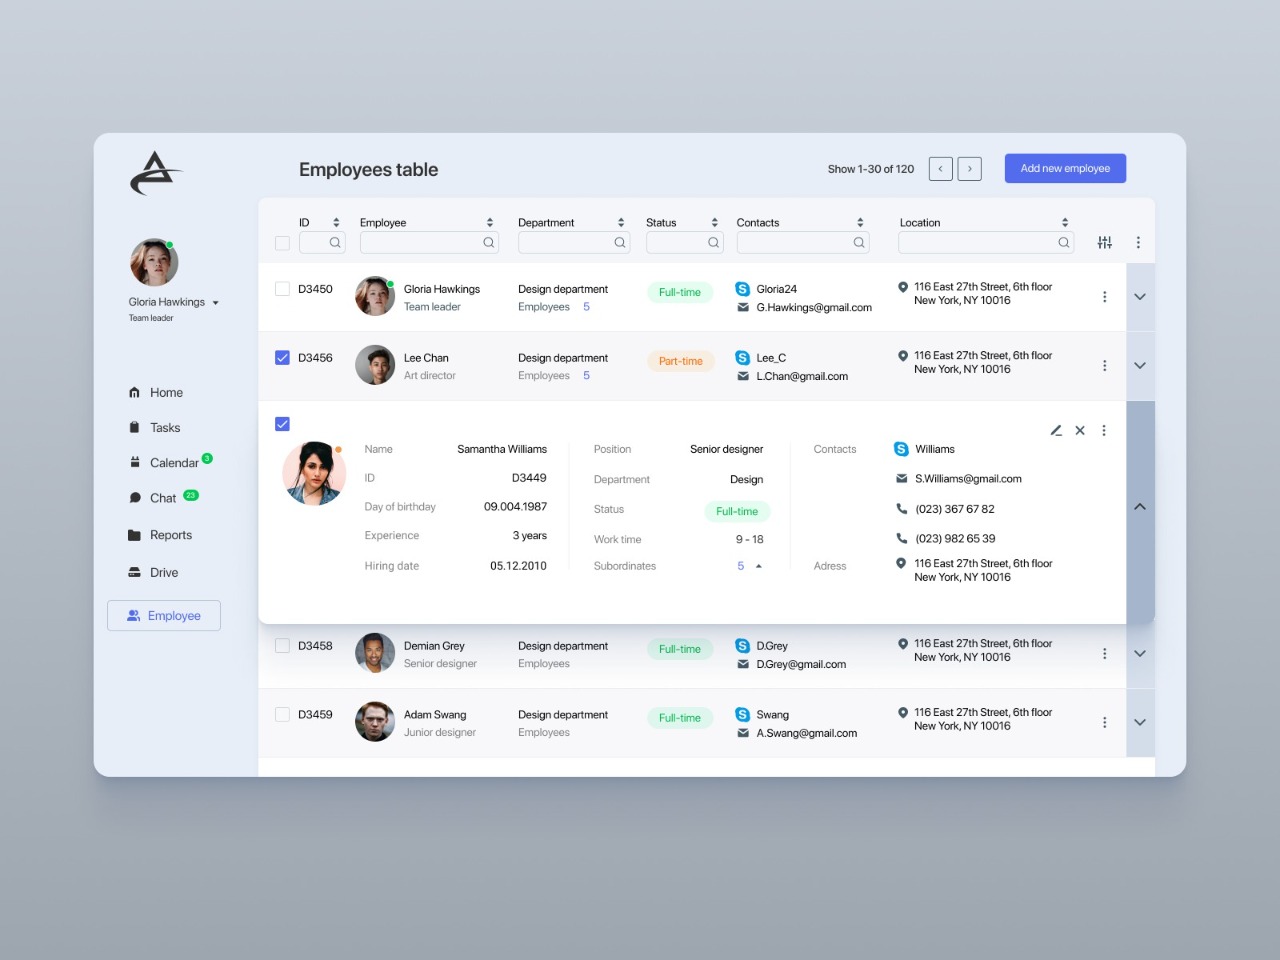 Employees table
Show 1-30 of 120
Add new employee
Gloria Hawkings
Team leader
Home
Tasks
Calendar 3
Chat 23
Reports
Drive
Employee
ID Employee Department Status Contacts Location
D3450 Gloria Hawkings Design department Full-time Gloria24 116 East 27th Street, 6th floor
Team leader Employees 5 G.Hawkings@gmail.com New York, NY 10016
D3456 Lee Chan Design department Part-time Lee_C 116 East 27th Street, 6th floor
Art director Employees 5 L.Chan@gmail.com New York, NY 10016
Name Samantha Williams
ID D3449
Day of birthday 09.004.1987
Experience 3 years
Hiring date 05.12.2010
Position Senior designer
Department Design
Status Full-time
Work time 9 - 18
Subordinates 5
Contacts Williams
S.Williams@gmail.com
(023) 367 67 82
(023) 982 65 39
Adress 116 East 27th Street, 6th floor
New York, NY 10016
D3458 Demian Grey Design department Full-time D.Grey 116 East 27th Street, 6th floor
Senior designer Employees D.Grey@gmail.com New York, NY 10016
D3459 Adam Swang Design department Full-time Swang 116 East 27th Street, 6th floor
Junior designer Employees A.Swang@gmail.com New York, NY 10016